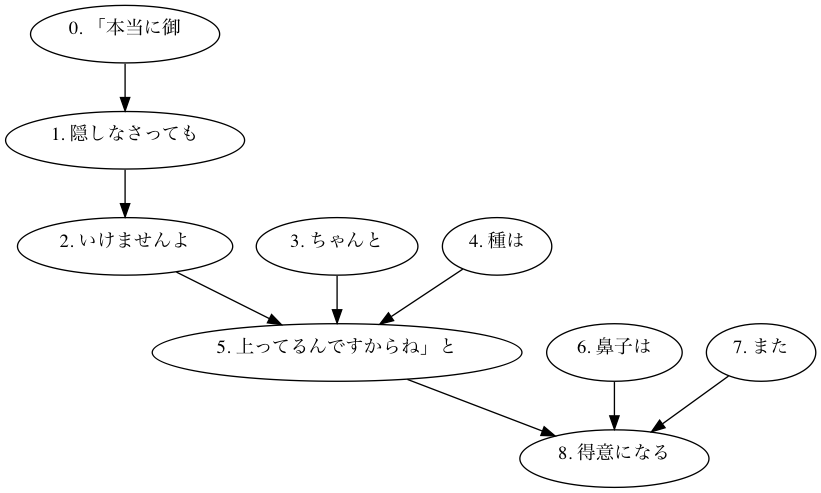 0. 「本当に御
1. 隠しなさっても
2. いけませんよ
3. ちゃんと
4. 種は
5. 上ってるんですからね」と
6. 鼻子は
7. また
8. 得意になる